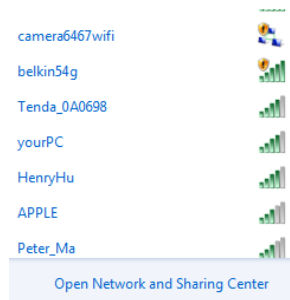 camera6467wifi
belkin54g
Tenda_0A0698
yourPC
HenryHu
APPLE
Peter_Ma
Open Network and Sharing Center